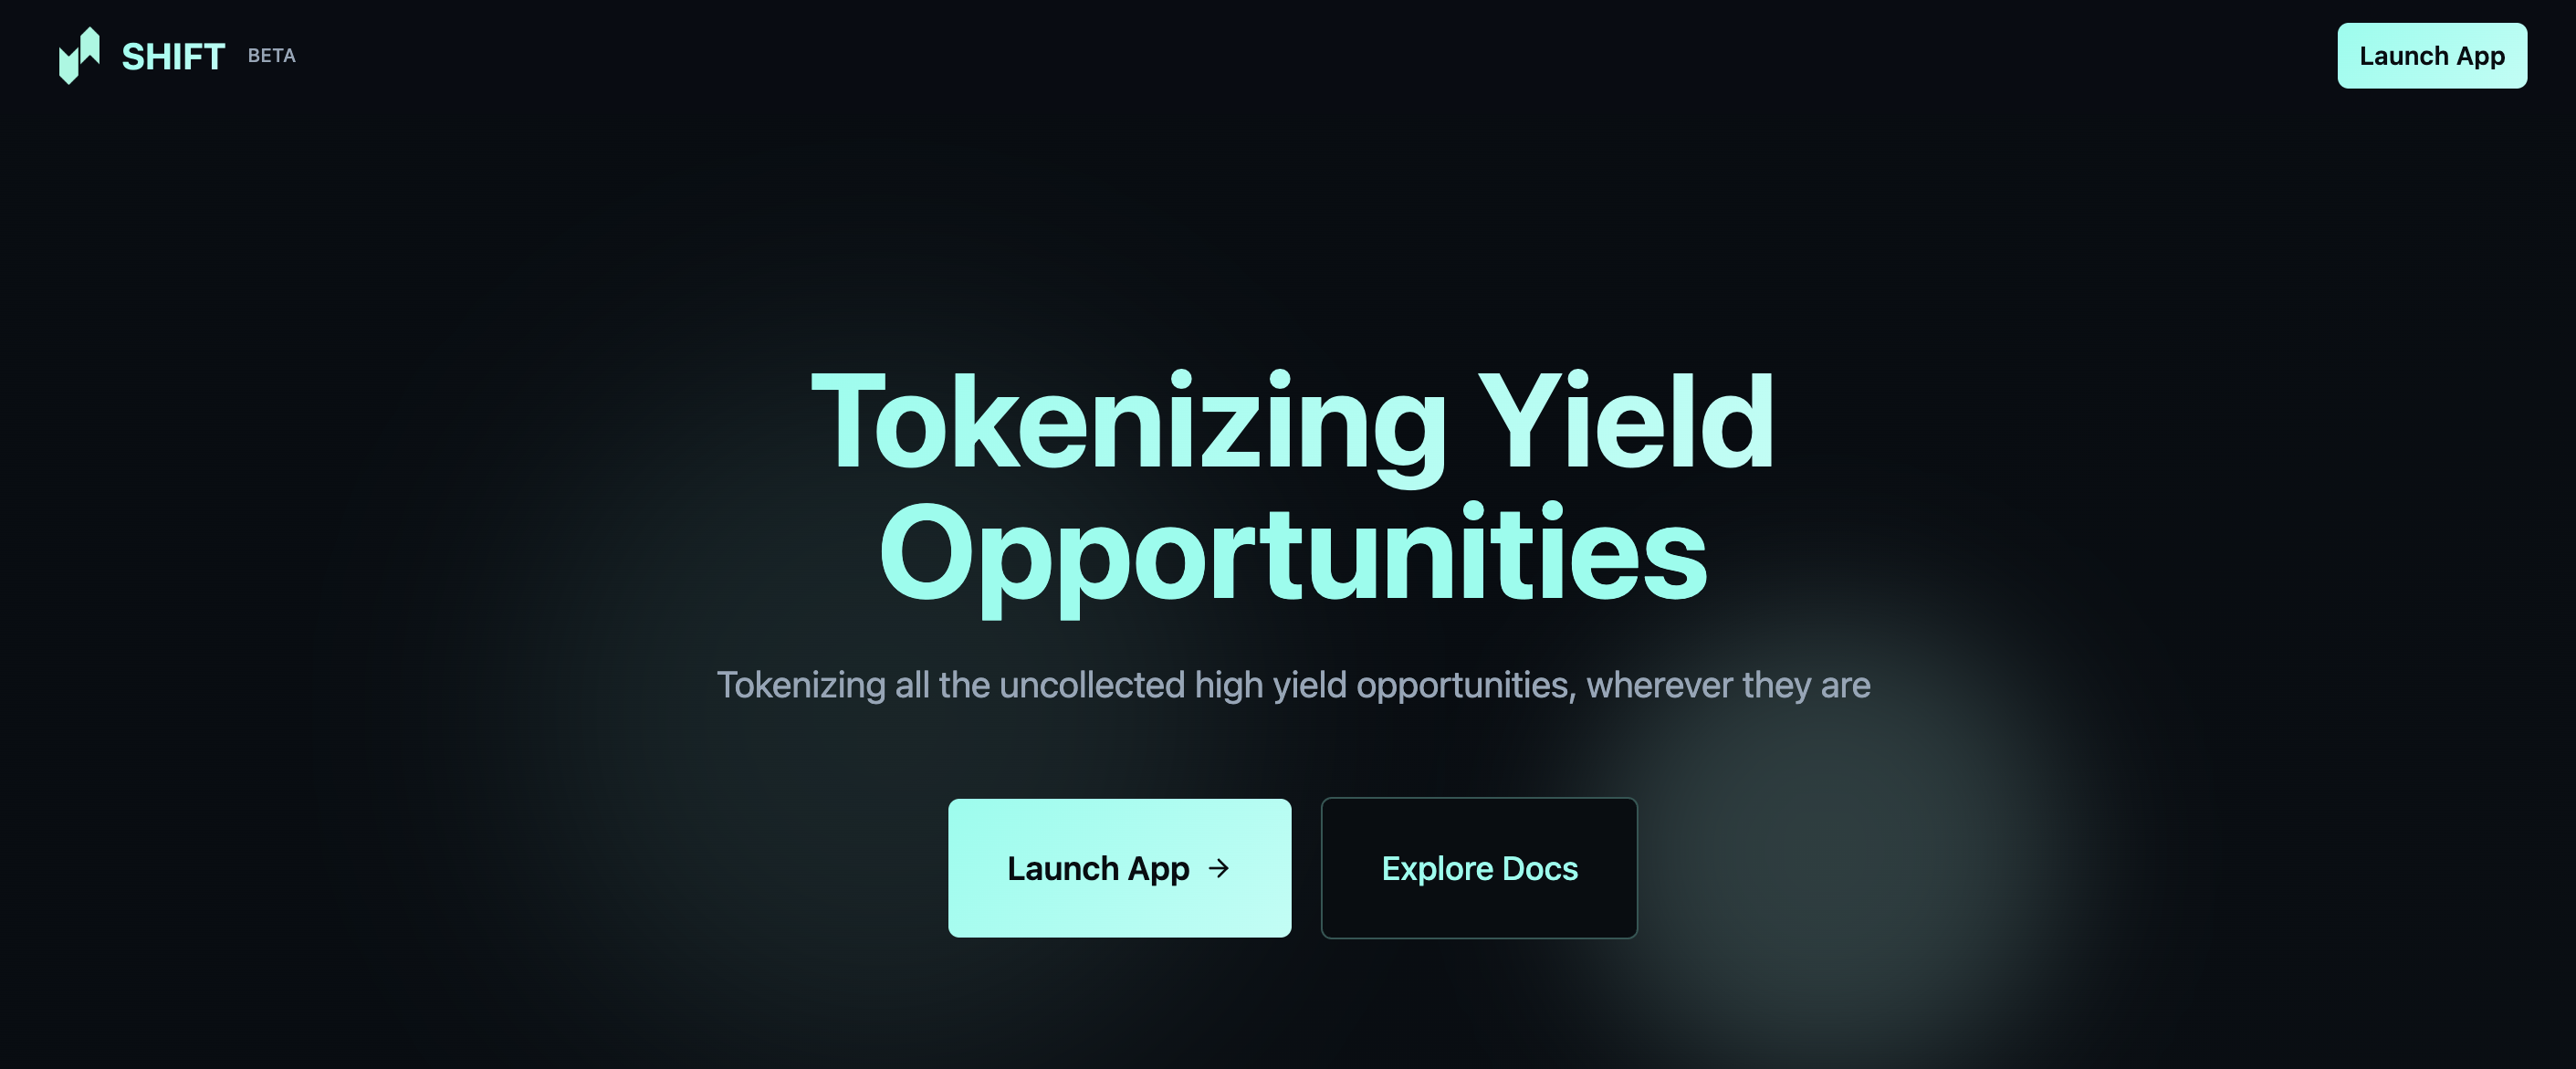 SHIFT BETA
Launch App
Tokenizing Yield
Opportunities
Tokenizing all the uncollected high yield opportunities, wherever they are
Launch App →
Explore Docs